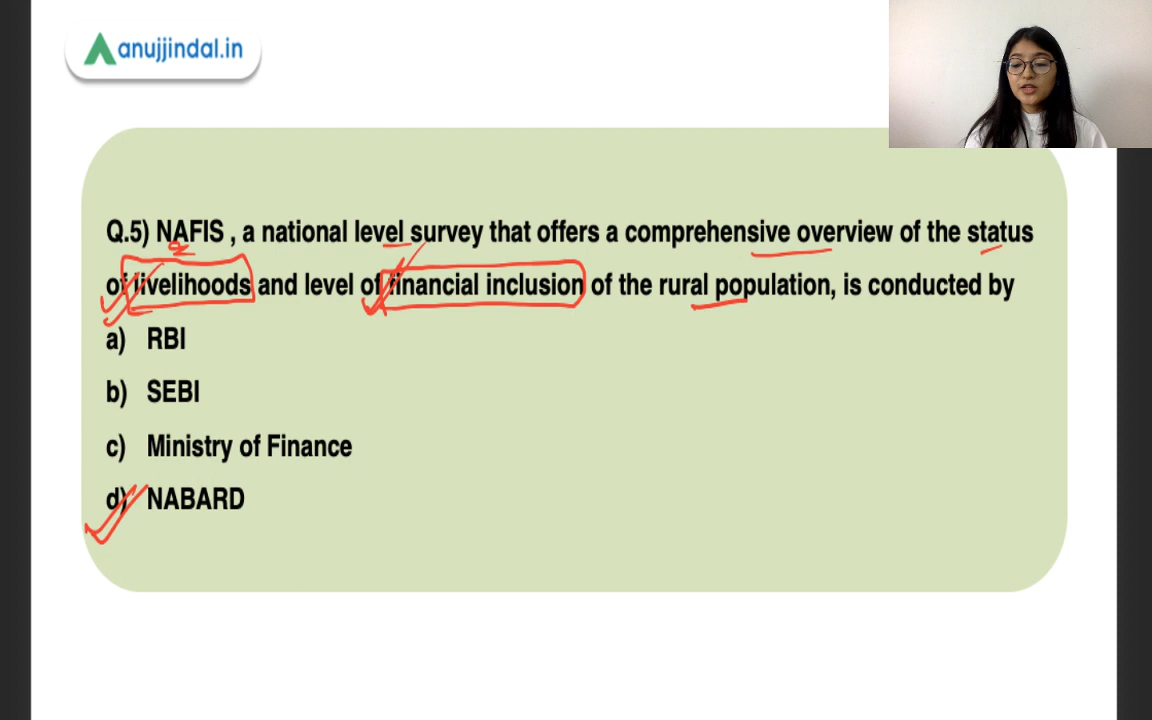 anujjindal.in
Q.5) NAFIS , a national level survey that offers a comprehensive overview of the status
of livelihoods and level of financial inclusion of the rural population, is conducted by
a) RBI
b) SEBI
c) Ministry of Finance
d) NABARD